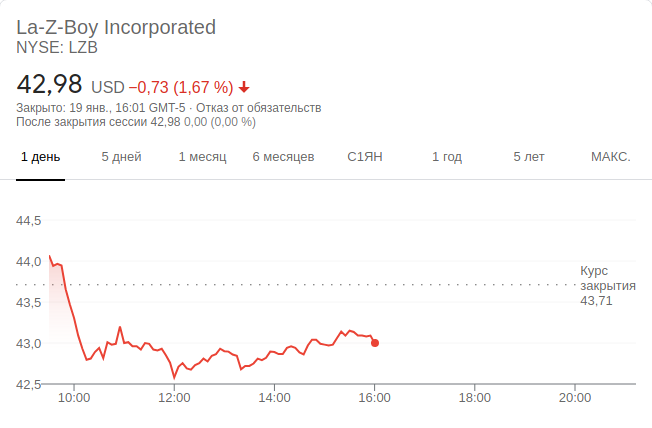 La-Z-Boy Incorporated
NYSE: LZB
42,98 USD −0,73 (1,67 %)
Закрыто: 19 янв., 16:01 GMT-5 · Отказ от обязательств
После закрытия сессии 42,98 0,00 (0,00 %)
1 день 5 дней 1 месяц 6 месяцев С1ЯН 1 год 5 лет МАКС.
44,5
44,0
43,5
43,0
42,5
Курс
закрытия
43,71
10:00 12:00 14:00 16:00 18:00 20:00